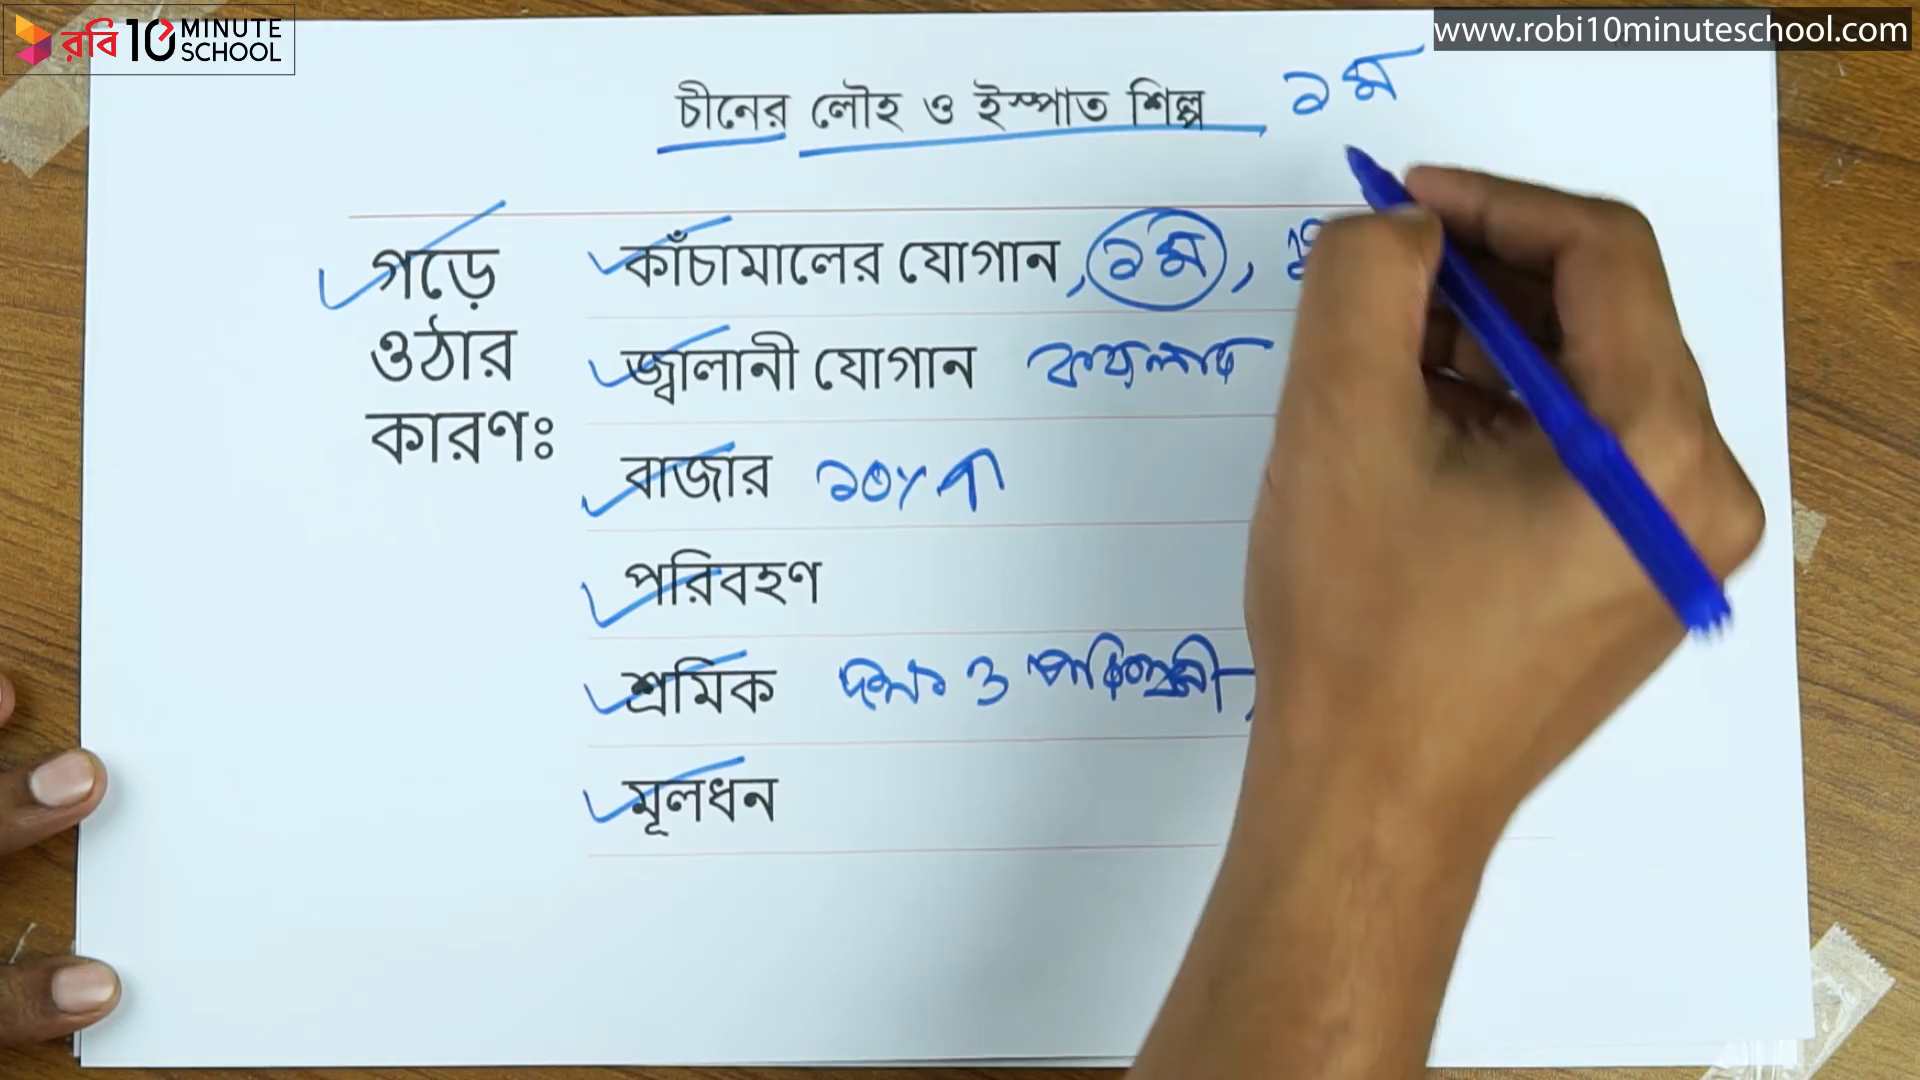 রবি 10 MINUTE SCHOOL
www.robi10minuteschool.com
চীনের লৌহ ও ইস্পাত শিল্প ১ম
গড়ে ওঠার কারণঃ
কাঁচামালের যোগান, ১ম,
জ্বালানী যোগান
বাজার
পরিবহণ
শ্রমিক দক্ষ ও পরিশ্রমী,
মূলধন